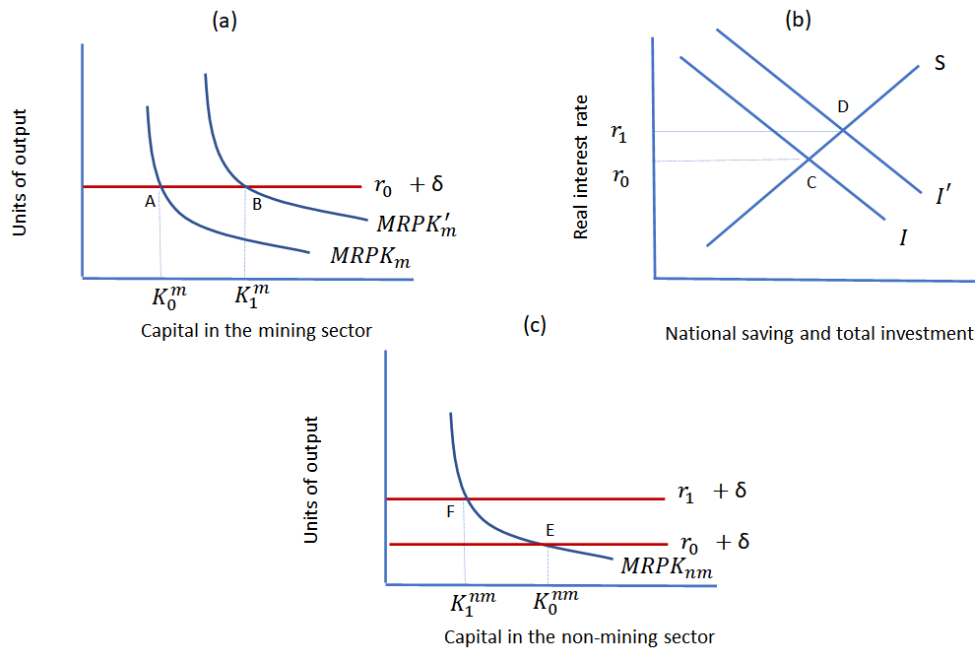 (a)
Units of output
A
B
r₀ + δ
MRPK′ₘ
MRPKₘ
K₀ᵐ
K₁ᵐ
Capital in the mining sector
(b)
Real interest rate
r₁
r₀
S
D
C
I′
I
National saving and total investment
(c)
Units of output
r₁ + δ
F
E
r₀ + δ
MRPKₙₘ
K₁ⁿᵐ
K₀ⁿᵐ
Capital in the non-mining sector